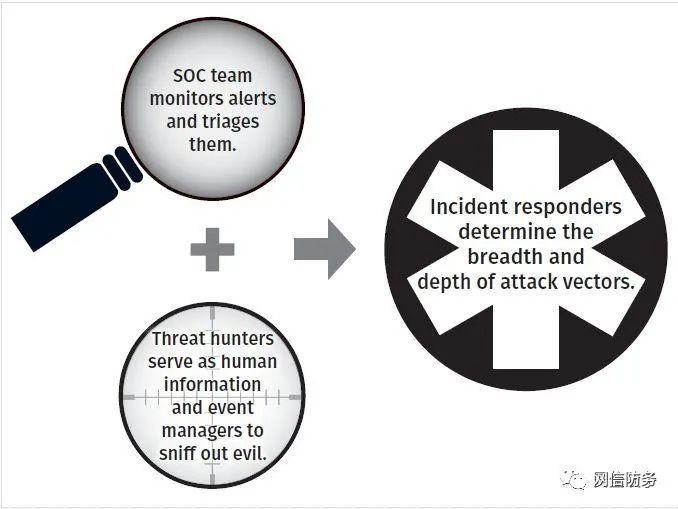 SOC team
monitors alerts
and triages
them.
Threat hunters
serve as human
information
and event
managers to
sniff out evil.
Incident responders
determine the
breadth and
depth of attack vectors.
网信防务